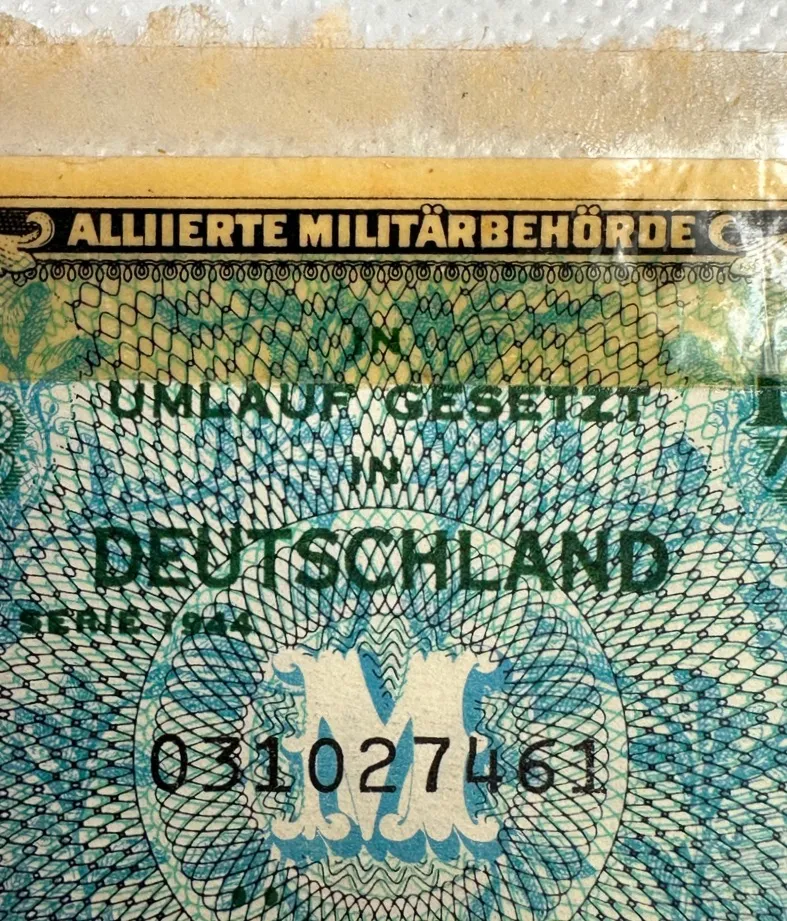 ALLIIERTE MILITÄRBEHÖRDE
IN
UMLAUF GESETZT
IN
DEUTSCHLAND
SERIE 1944
M
031027461